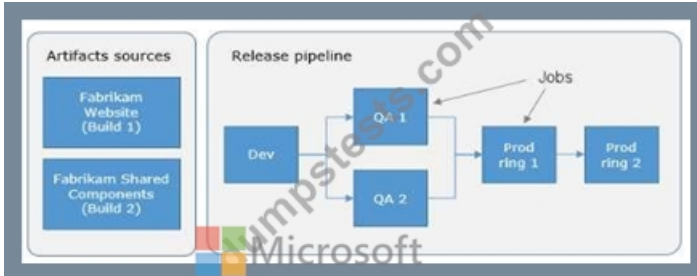 Artifacts sources
Fabrikam
Website
(Build 1)
Fabrikam Shared
Components
(Build 2)
Release pipeline
Jobs
Dev
QA 1
QA 2
Prod
ring 1
Prod
ring 2
Microsoft